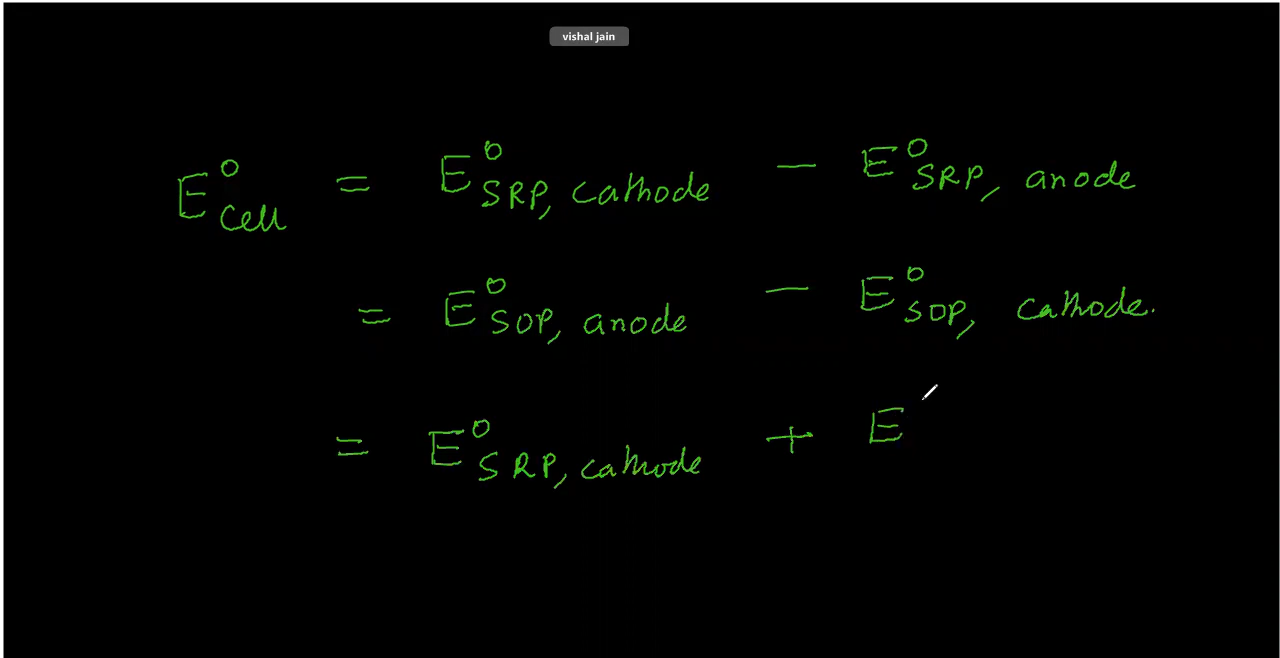 vishal jain
E°cell = E°SRP, cathode - E°SRP, anode
= E°SOP, anode - E°SOP, cathode.
= E°SRP, cathode + E